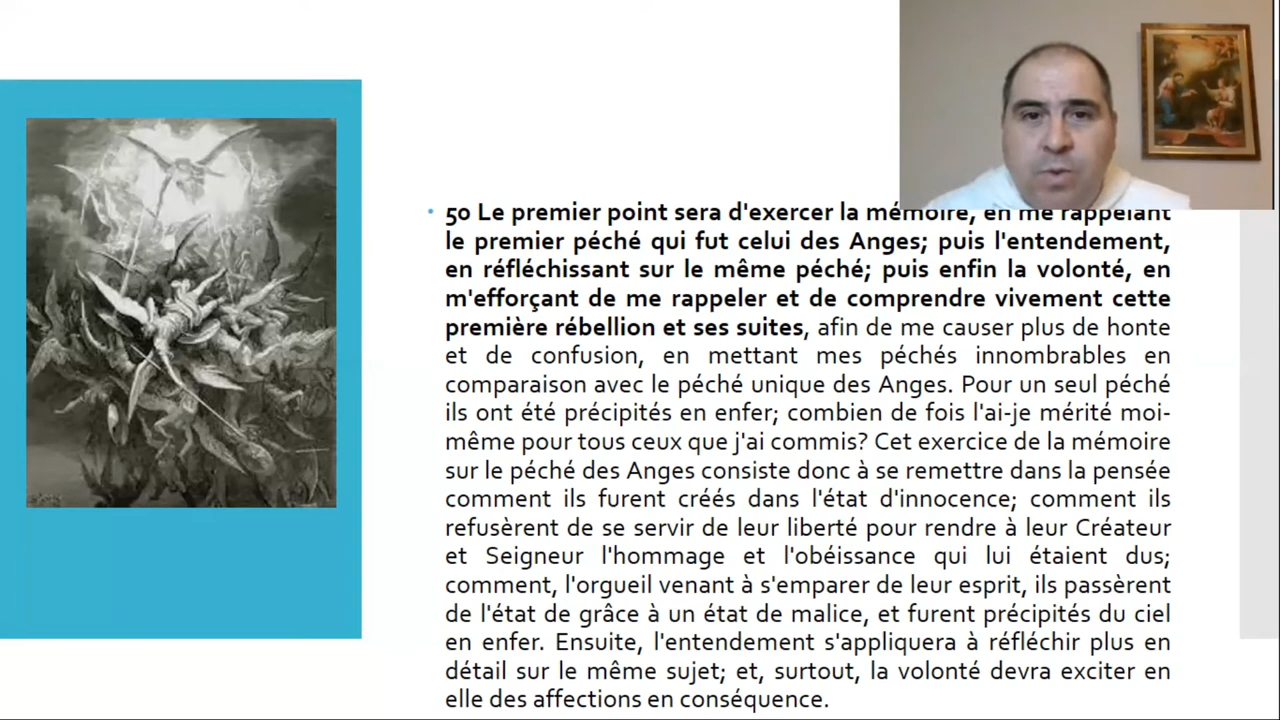 50 Le premier point sera d'exercer la mémoire, en me rappelant
le premier péché qui fut celui des Anges; puis l'entendement,
en réfléchissant sur le même péché; puis enfin la volonté, en
m'efforçant de me rappeler et de comprendre vivement cette
première rébellion et ses suites, afin de me causer plus de honte
et de confusion, en mettant mes péchés innombrables en
comparaison avec le péché unique des Anges. Pour un seul péché
ils ont été précipités en enfer; combien de fois l'ai-je mérité moi-
même pour tous ceux que j'ai commis? Cet exercice de la mémoire
sur le péché des Anges consiste donc à se remettre dans la pensée
comment ils furent créés dans l'état d'innocence; comment ils
refusèrent de se servir de leur liberté pour rendre à leur Créateur
et Seigneur l'hommage et l'obéissance qui lui étaient dus;
comment, l'orgueil venant à s'emparer de leur esprit, ils passèrent
de l'état de grâce à un état de malice, et furent précipités du ciel
en enfer. Ensuite, l'entendement s'appliquera à réfléchir plus en
détail sur le même sujet; et, surtout, la volonté devra exciter en
elle des affections en conséquence.